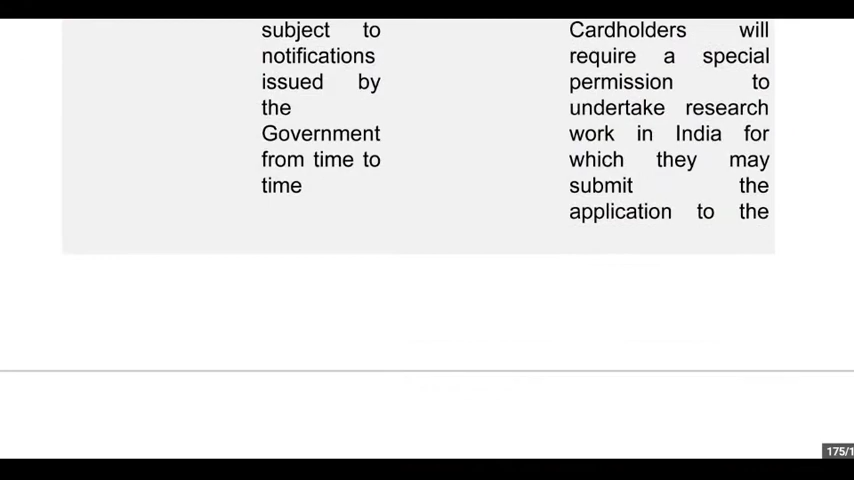 subject to
notifications
issued by
the
Government
from time to
time
Cardholders will
require a special
permission to
undertake research
work in India for
which they may
submit the
application to the
175/1